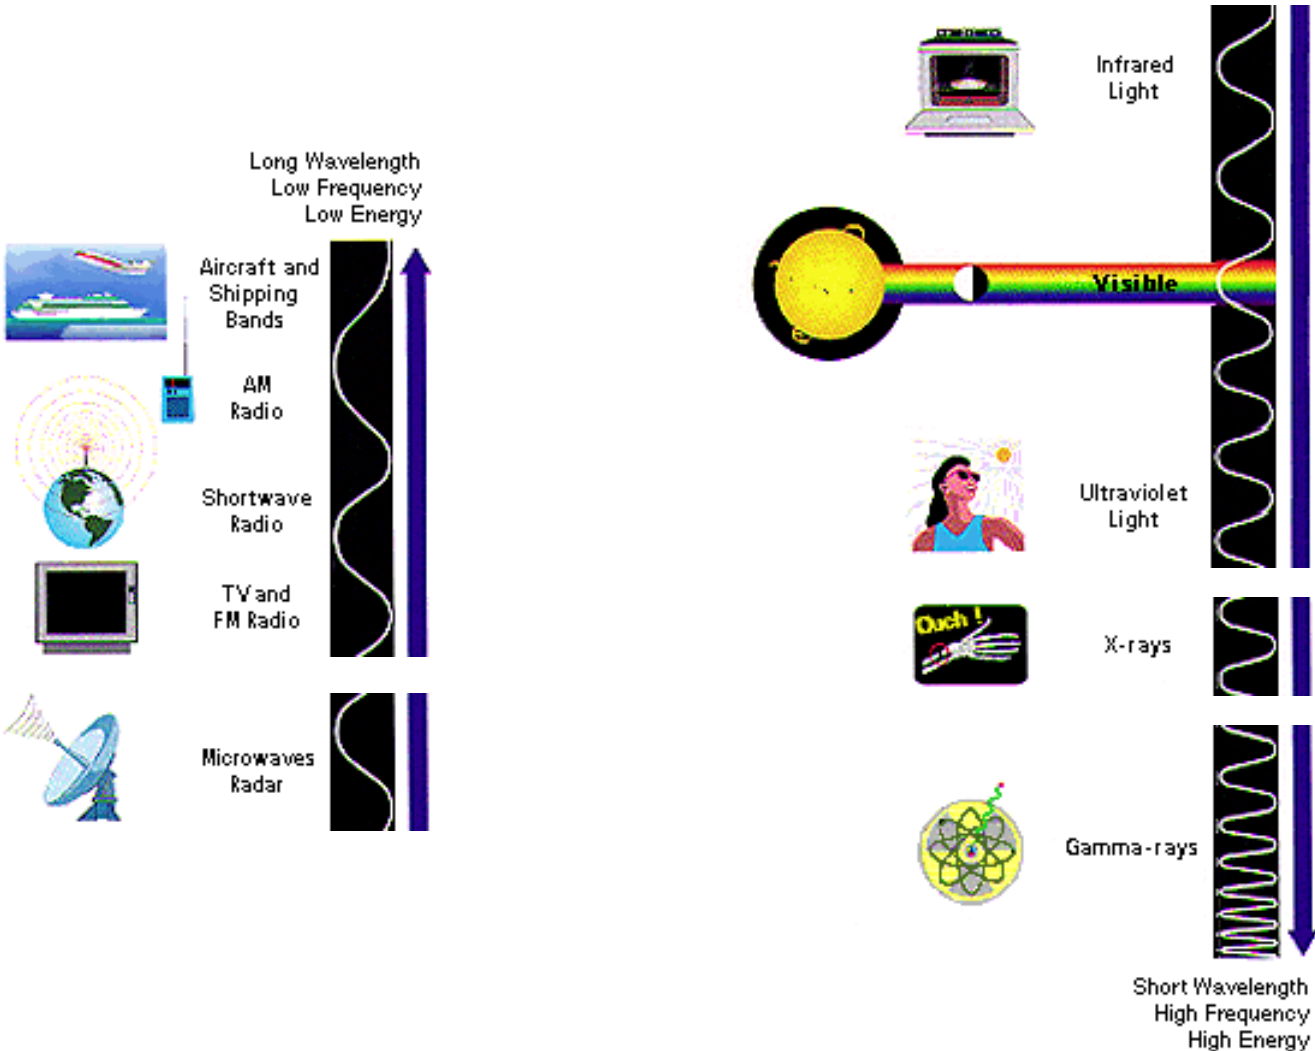 Long Wavelength
Low Frequency
Low Energy
Aircraft and
Shipping
Bands
AM
Radio
Shortwave
Radio
TV and
FM Radio
Microwaves
Radar
Infrared
Light
Visible
Ultraviolet
Light
Ouch !
X-rays
Gamma-rays
Short Wavelength
High Frequency
High Energy